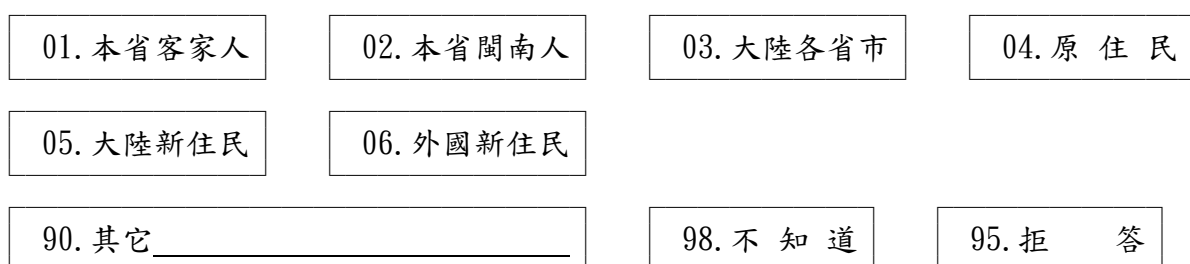 01.本省客家人 02.本省閩南人 03.大陸各省市 04.原住民
05.大陸新住民 06.外國新住民
90.其它 98.不知道 95.拒答